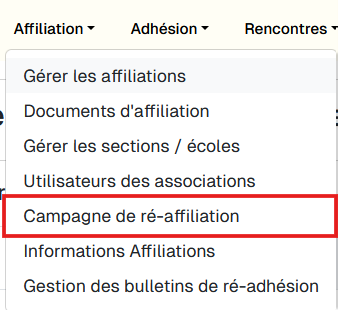 Affiliation Adhésion Rencontres
Gérer les affiliations
Documents d'affiliation
Gérer les sections / écoles
Utilisateurs des associations
Campagne de ré-affiliation
Informations Affiliations
Gestion des bulletins de ré-adhésion